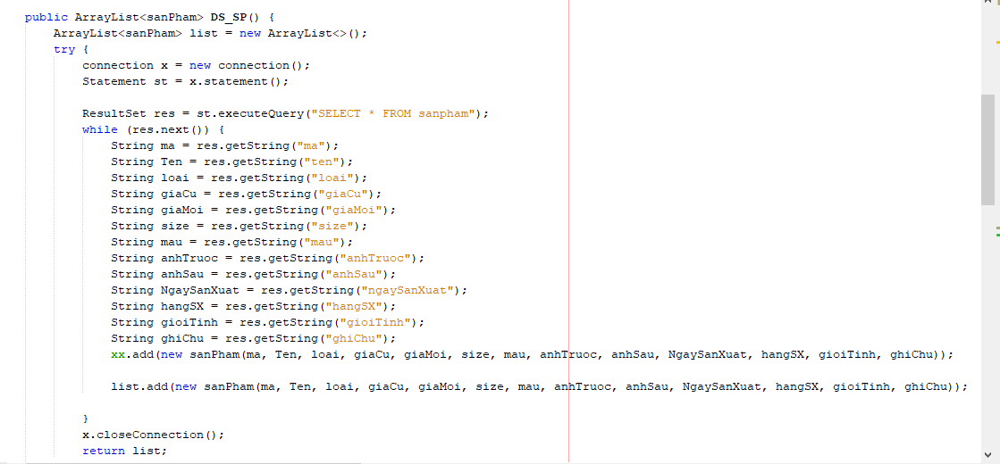 public ArrayList<sanPham> DS_SP() {
ArrayList<sanPham> list = new ArrayList<>();
try {
connection x = new connection();
Statement st = x.statement();
ResultSet res = st.executeQuery("SELECT * FROM sanpham");
while (res.next()) {
String ma = res.getString("ma");
String Ten = res.getString("ten");
String loai = res.getString("loai");
String giaCu = res.getString("giaCu");
String giaMoi = res.getString("giaMoi");
String size = res.getString("size");
String mau = res.getString("mau");
String anhTruoc = res.getString("anhTruoc");
String anhSau = res.getString("anhSau");
String NgaySanXuat = res.getString("ngaySanXuat");
String hangSX = res.getString("hangSX");
String gioiTinh = res.getString("gioiTinh");
String ghiChu = res.getString("ghiChu");
xx.add(new sanPham(ma, Ten, loai, giaCu, giaMoi, size, mau, anhTruoc, anhSau, NgaySanXuat, hangSX, gioiTinh, ghiChu));
list.add(new sanPham(ma, Ten, loai, giaCu, giaMoi, size, mau, anhTruoc, anhSau, NgaySanXuat, hangSX, gioiTinh, ghiChu));
}
x.closeConnection();
return list;